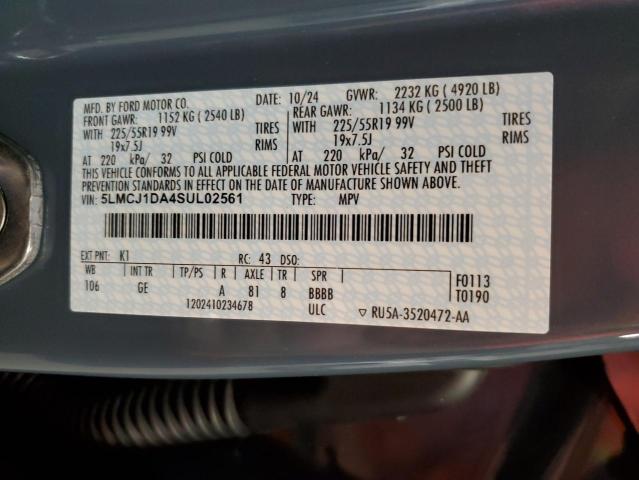 MFD. BY FORD MOTOR CO.
DATE: 10/24 GVWR: 2232 KG ( 4920 LB)
FRONT GAWR: 1152 KG ( 2540 LB) REAR GAWR: 1134 KG ( 2500 LB)
WITH 225/55R19 99V TIRES WITH 225/55R19 99V TIRES
19x7.5J RIMS 19x7.5J RIMS
AT 220 kPa/ 32 PSI COLD AT 220 kPa/ 32 PSI COLD
THIS VEHICLE CONFORMS TO ALL APPLICABLE FEDERAL MOTOR VEHICLE SAFETY AND THEFT
PREVENTION STANDARDS IN EFFECT ON THE DATE OF MANUFACTURE SHOWN ABOVE.
VIN: 5LMCJ1DA4SUL02561 TYPE: MPV
EXT PNT: K1 RC: 43 DSO:
WB INT TR TP/PS R AXLE TR SPR F0113
106 GE A 81 8 BBBB T0190
1202410234678 ULC ▽ RU5A-3520472-AA